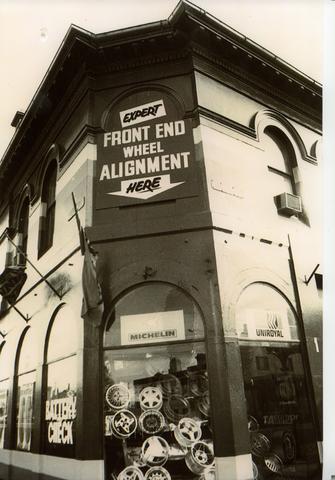 EXPERT
FRONT END
WHEEL
ALIGNMENT
HERE
MICHELIN
UNIROYAL
BATTERY
CHECK